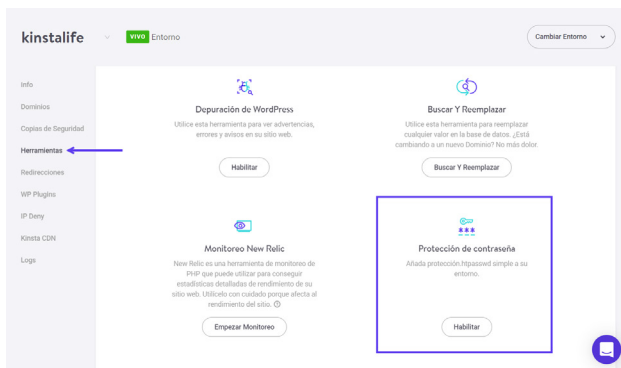 kinstalife
VIVO Entorno
Cambiar Entorno
Info
Dominios
Copias de Seguridad
Herramientas
Redirecciones
WP Plugins
IP Deny
Kinsta CDN
Logs
Depuración de WordPress
Utilice esta herramienta para ver advertencias,
errores y avisos en su sitio web.
Habilitar
Buscar Y Reemplazar
Utilice esta herramienta para reemplazar
cualquier valor en la base de datos. ¿Está
cambiando a un nuevo Dominio? No más dolor.
Buscar Y Reemplazar
Monitoreo New Relic
New Relic es una herramienta de monitoreo de
PHP que puede utilizar para conseguir
estadísticas detalladas de rendimiento de su
sitio web. Utilícelo con cuidado porque afecta al
rendimiento del sitio.
Empezar Monitoreo
Protección de contraseña
Añada protección htpasswd simple a su
entorno.
Habilitar